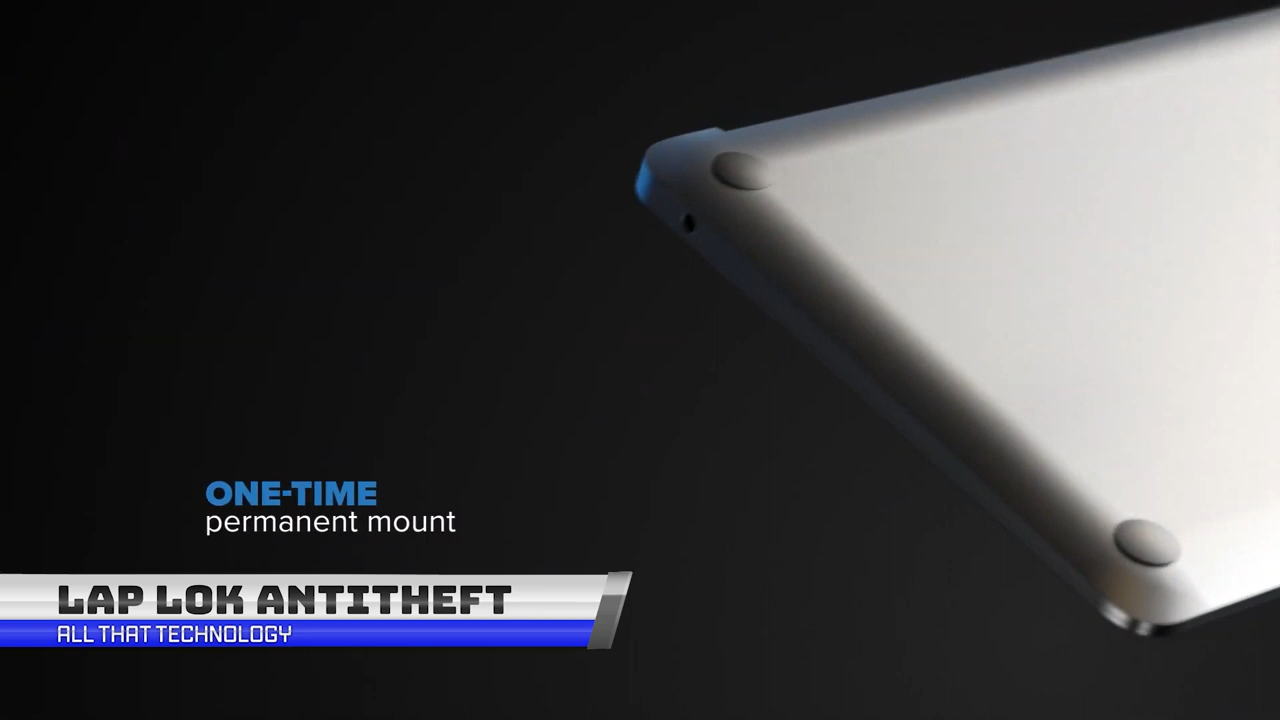 ONE-TIME
permanent mount
LAP LOK ANTITHEFT
ALL THAT TECHNOLOGY